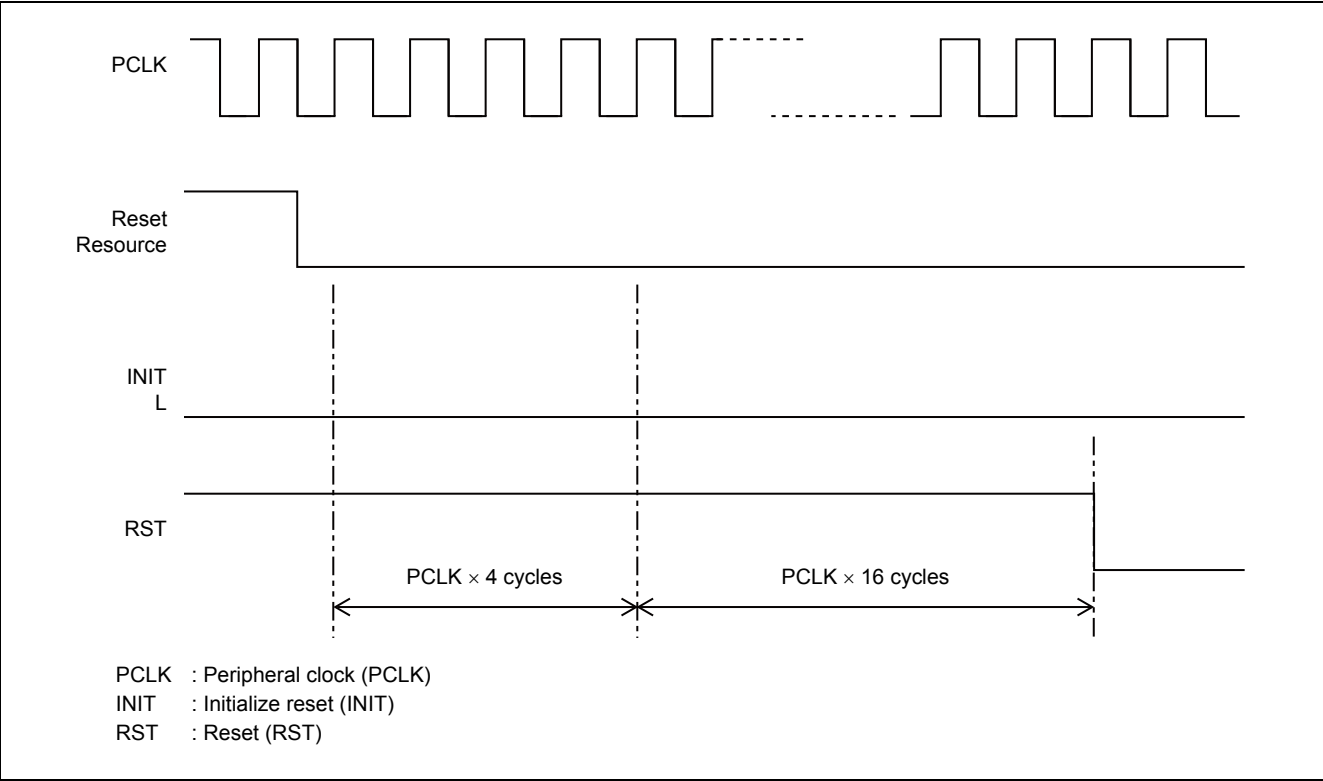 PCLK
Reset
Resource
INIT
L
RST
PCLK × 4 cycles
PCLK × 16 cycles
PCLK : Peripheral clock (PCLK)
INIT : Initialize reset (INIT)
RST : Reset (RST)